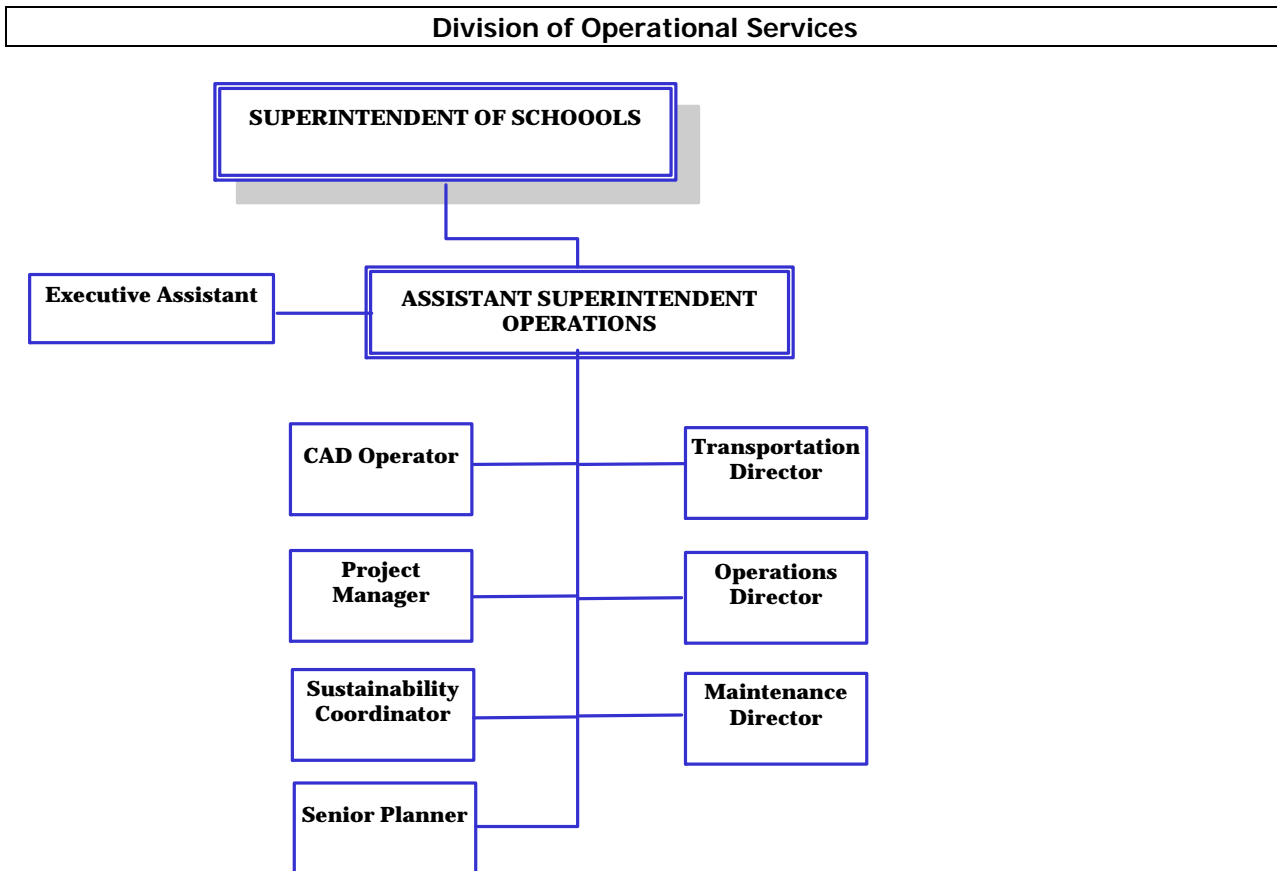 Division of Operational Services
SUPERINTENDENT OF SCHOOOLS
Executive Assistant
ASSISTANT SUPERINTENDENT
OPERATIONS
CAD Operator
Transportation
Director
Project
Manager
Operations
Director
Sustainability
Coordinator
Maintenance
Director
Senior Planner